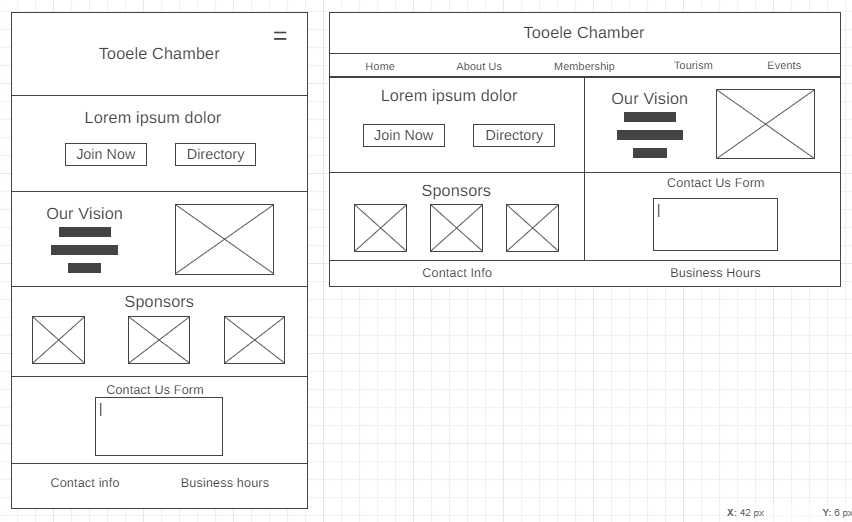 Tooele Chamber
Lorem ipsum dolor
Join Now
Directory
Our Vision
Sponsors
Contact Us Form
Contact info
Business hours
Tooele Chamber
Home
About Us
Membership
Tourism
Events
Lorem ipsum dolor
Join Now
Directory
Our Vision
Sponsors
Contact Us Form
Contact Info
Business Hours
X: 42 px
Y: 6 px